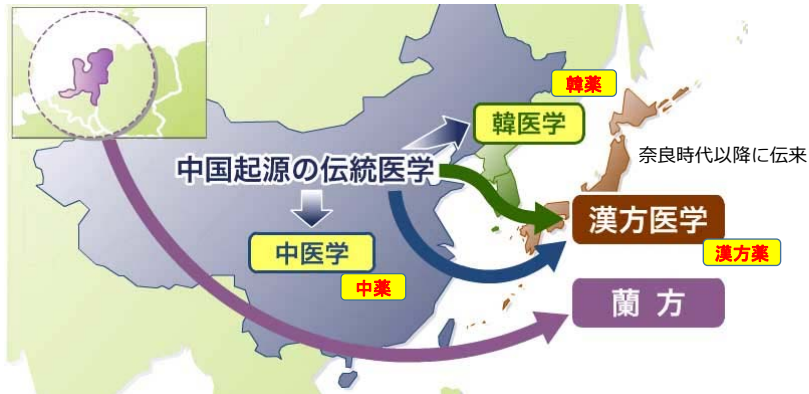 韓薬
韓医学
奈良時代以降に伝来
中国起源の伝統医学
漢方医学
中医学
漢方薬
中薬
蘭 方